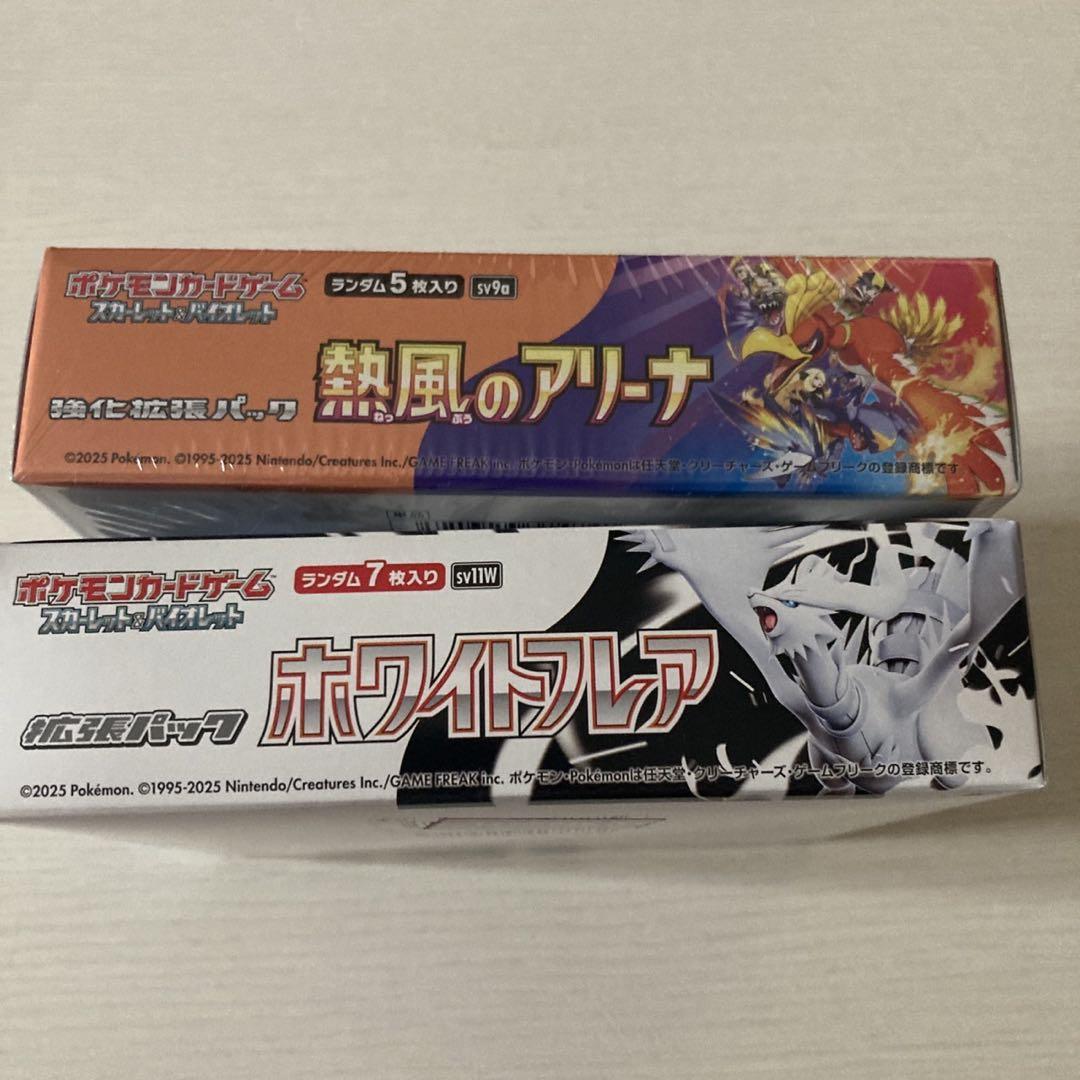 ポケモンカードゲーム
スカーレット&バイオレット
ランダム5枚入り
sv9a
強化拡張パック
熱風のアリーナ
ねっ ぷう
©2025 Pokémon. ©1995-2025 Nintendo/Creatures Inc./GAME FREAK inc. ポケモン・Pokémonは任天堂・クリーチャーズ・ゲームフリークの登録商標です
ポケモンカードゲーム™
スカーレット&バイオレット
ランダム7枚入り
sv11W
拡張パック
ホワイトフレア
©2025 Pokémon. ©1995-2025 Nintendo/Creatures Inc./GAME FREAK inc. ポケモン・Pokémonは任天堂・クリーチャーズ・ゲームフリークの登録商標です。